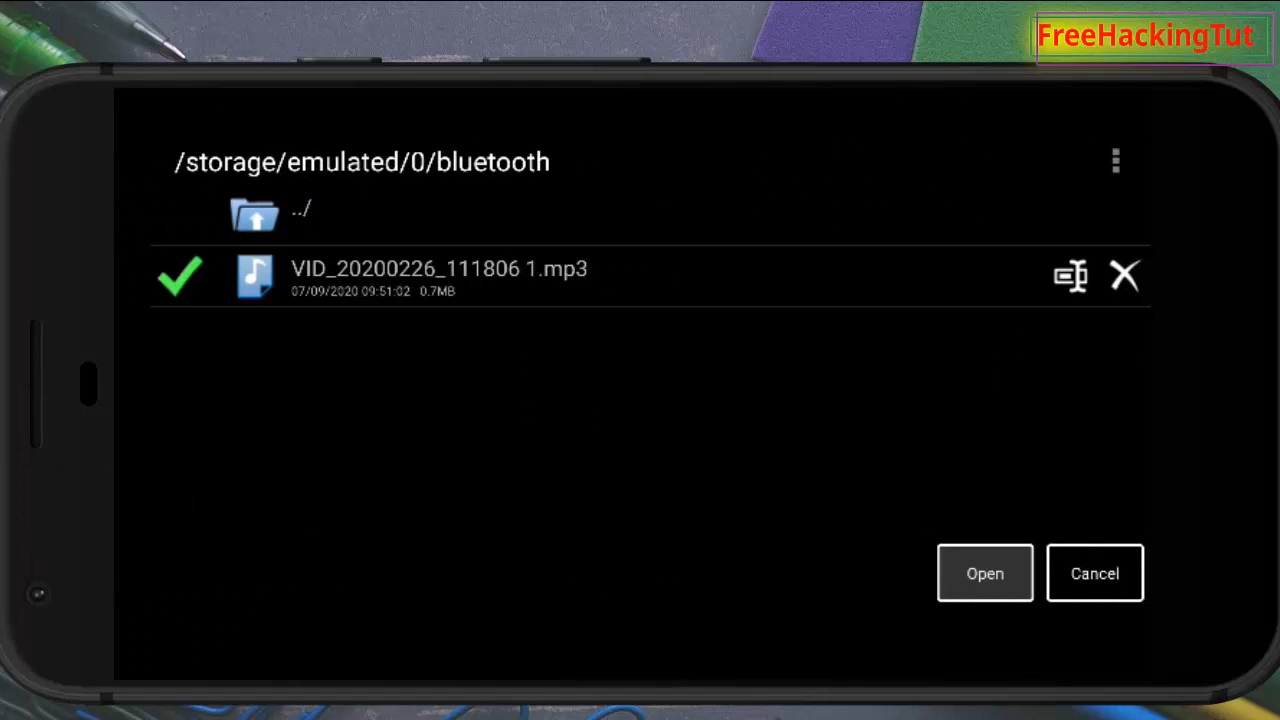 FreeHackingTut
/storage/emulated/0/bluetooth
../
VID_20200226_111806 1.mp3
07/09/2020 09:51:02 0.7MB
Open
Cancel